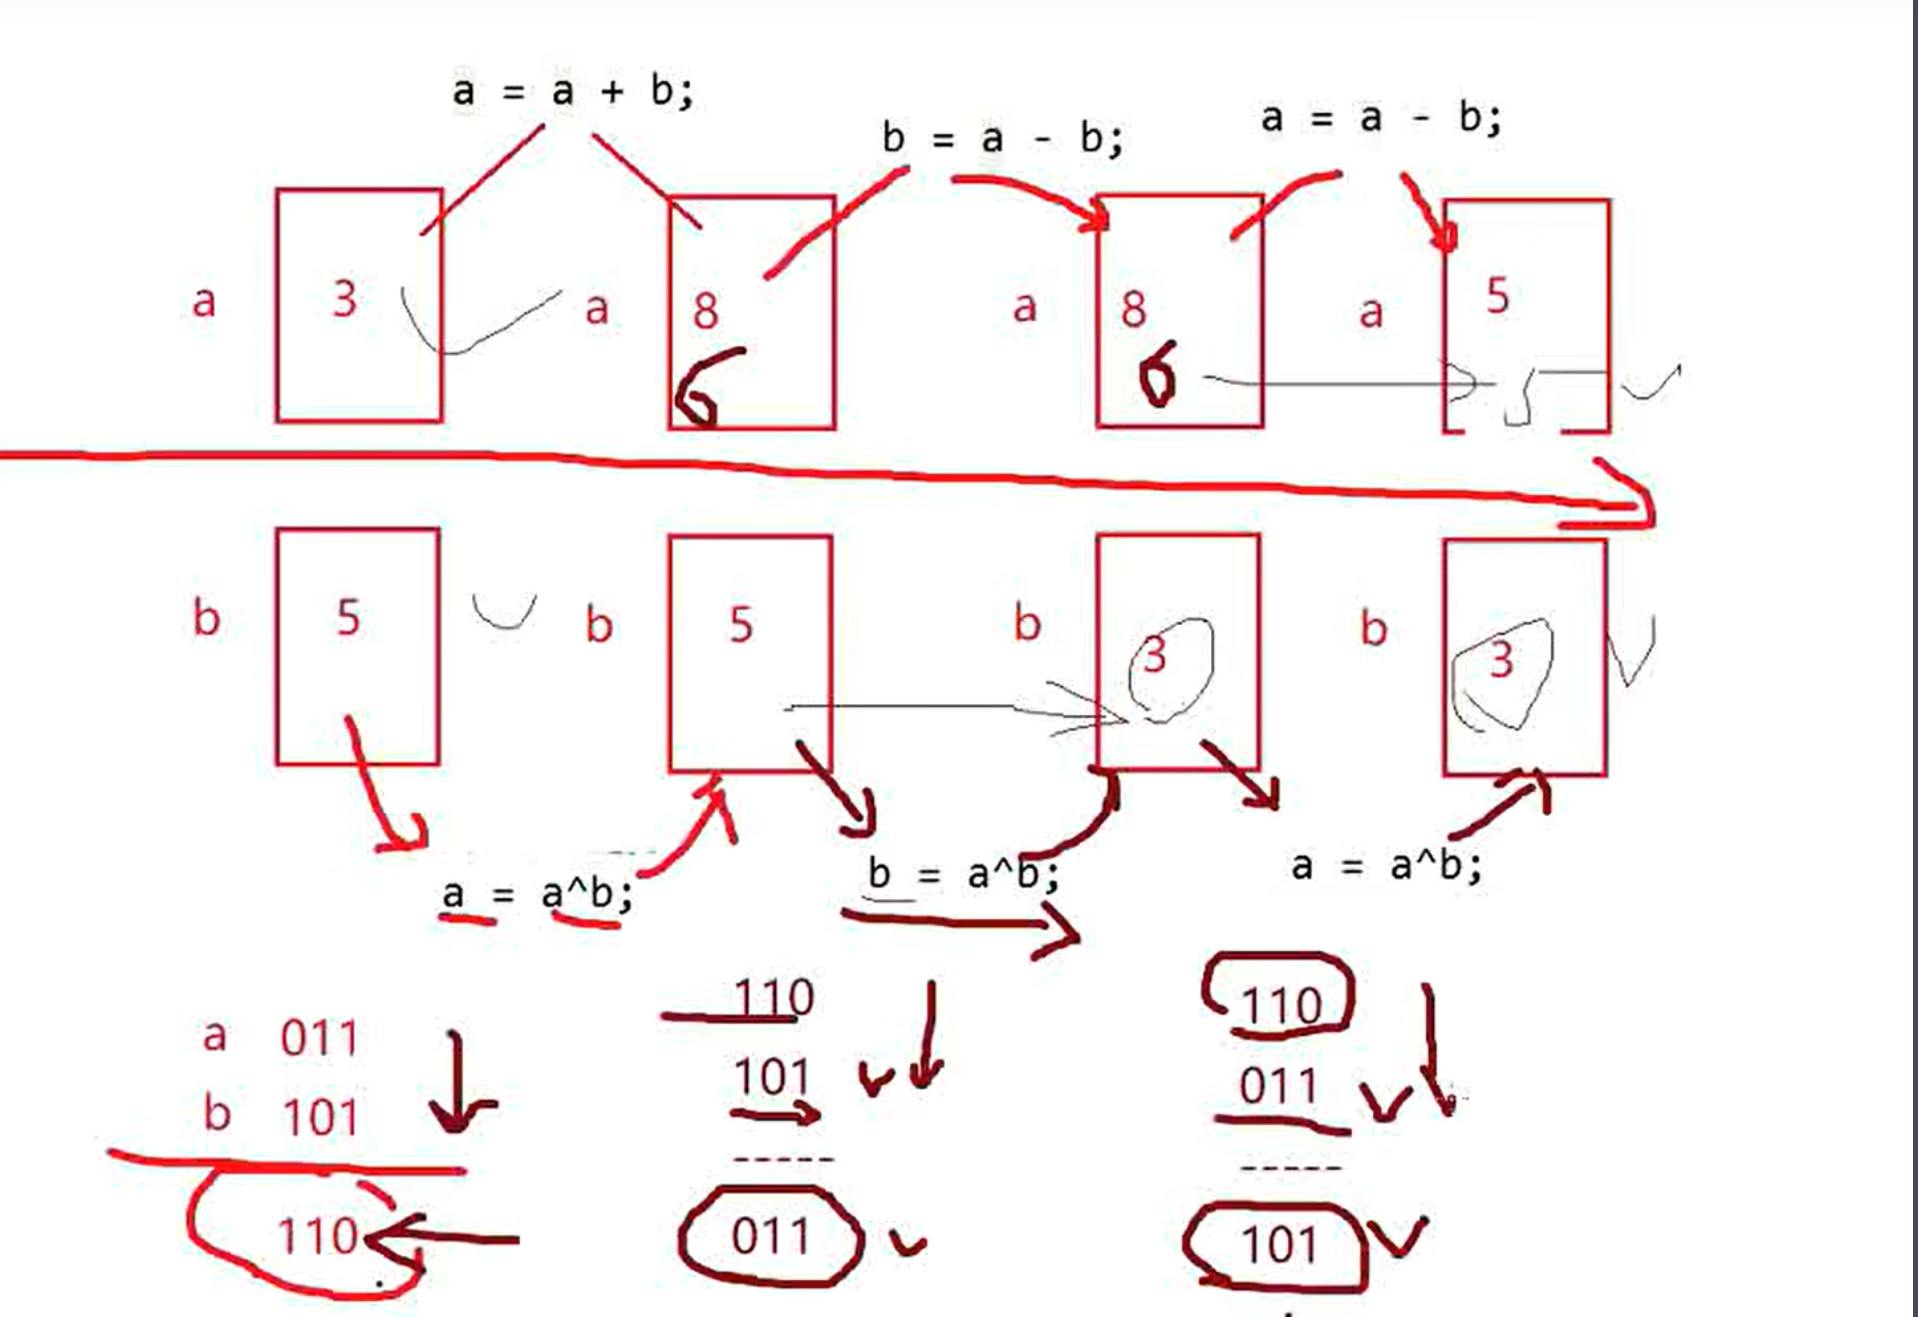 a = a + b;
b = a - b;
a = a - b;
a 3 a 8 a 8 a 5
6 6 5
b 5 b 5 b 3 b 3
a = a^b;
b = a^b;
a = a^b;
a 011
b 101
110
110
101
-----
011
110
011
-----
101